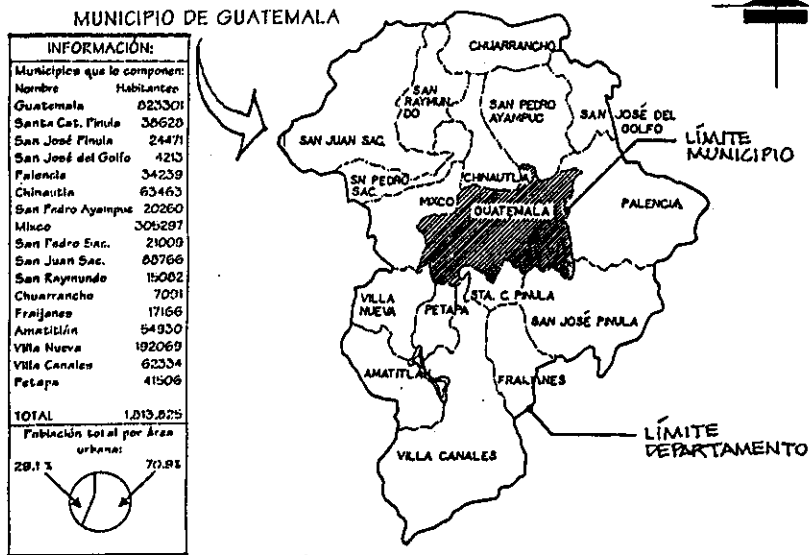 MUNICIPIO DE GUATEMALA
INFORMACIÓN:
Municipios que lo componen:
Nombre Habitantes
Guatemala 823301
Santa Cat. Pinula 38628
San José Pinula 24471
San José del Golfo 4213
Palencia 34239
Chinautla 63463
San Pedro Ayampuc 20260
Mixco 305297
San Pedro Sac. 21009
San Juan Sac. 88766
San Raymundo 15082
Chuarrancho 7091
Fraijanes 17166
Amatitlán 54930
Villa Nueva 192069
Villa Canales 62334
Petapa 41506
TOTAL 1,813,825
Población total por área
urbana:
29.1 % 70.9%
CHUARRANCHO
SAN
RAYMUN
DO
SAN PEDRO
AYAMPUC
SAN JOSÉ DEL
GOLFO
SAN JUAN SAC.
SN PEDRO
SAC.
CHINAUTLA
MIXCO
GUATEMALA
PALENCIA
LÍMITE
MUNICIPIO
VILLA
NUEVA
PETAPA
STA. C. PINULA
SAN JOSÉ PINULA
AMATITLAN
FRAIJANES
VILLA CANALES
LÍMITE
DEPARTAMENTO